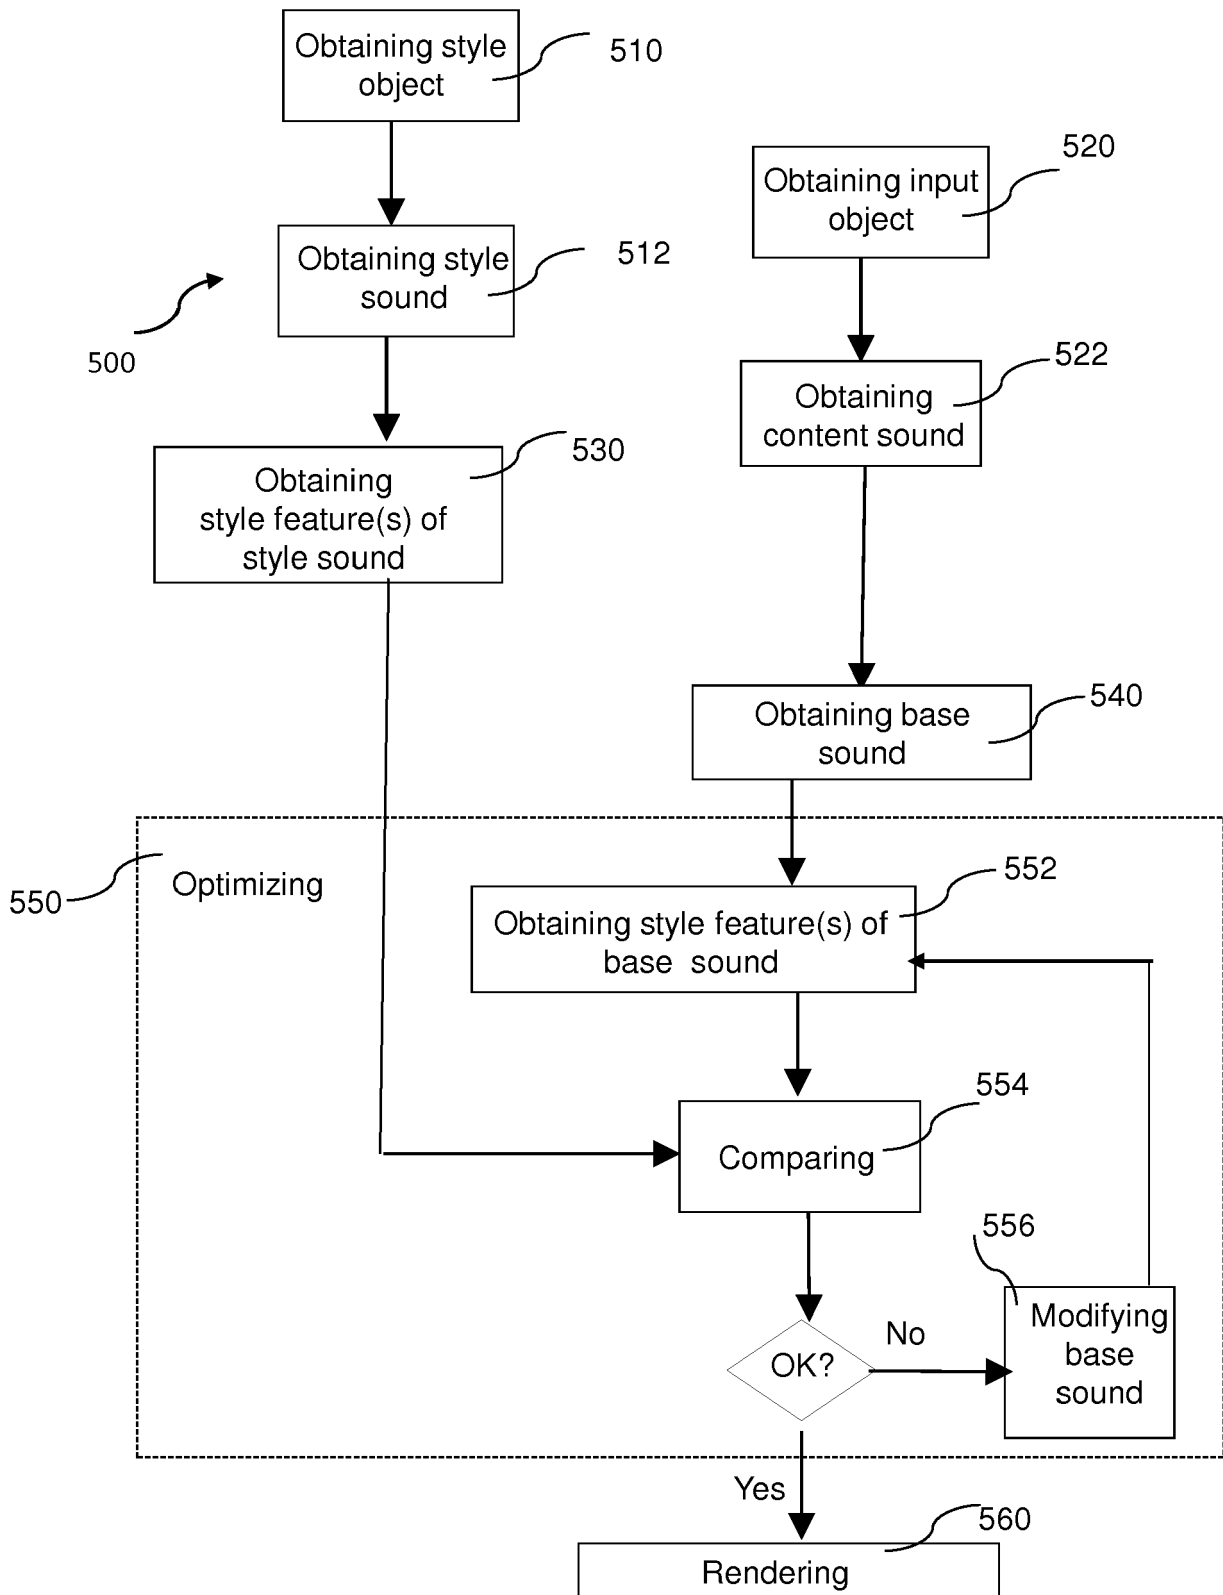 Obtaining style
object
510
Obtaining input
object
520
Obtaining style
sound
512
500
Obtaining
content sound
522
Obtaining
style feature(s) of
style sound
530
Obtaining base
sound
540
550
Optimizing
Obtaining style feature(s) of
base sound
552
Comparing
554
556
Modifying
base
sound
OK?
No
Yes
560
Rendering